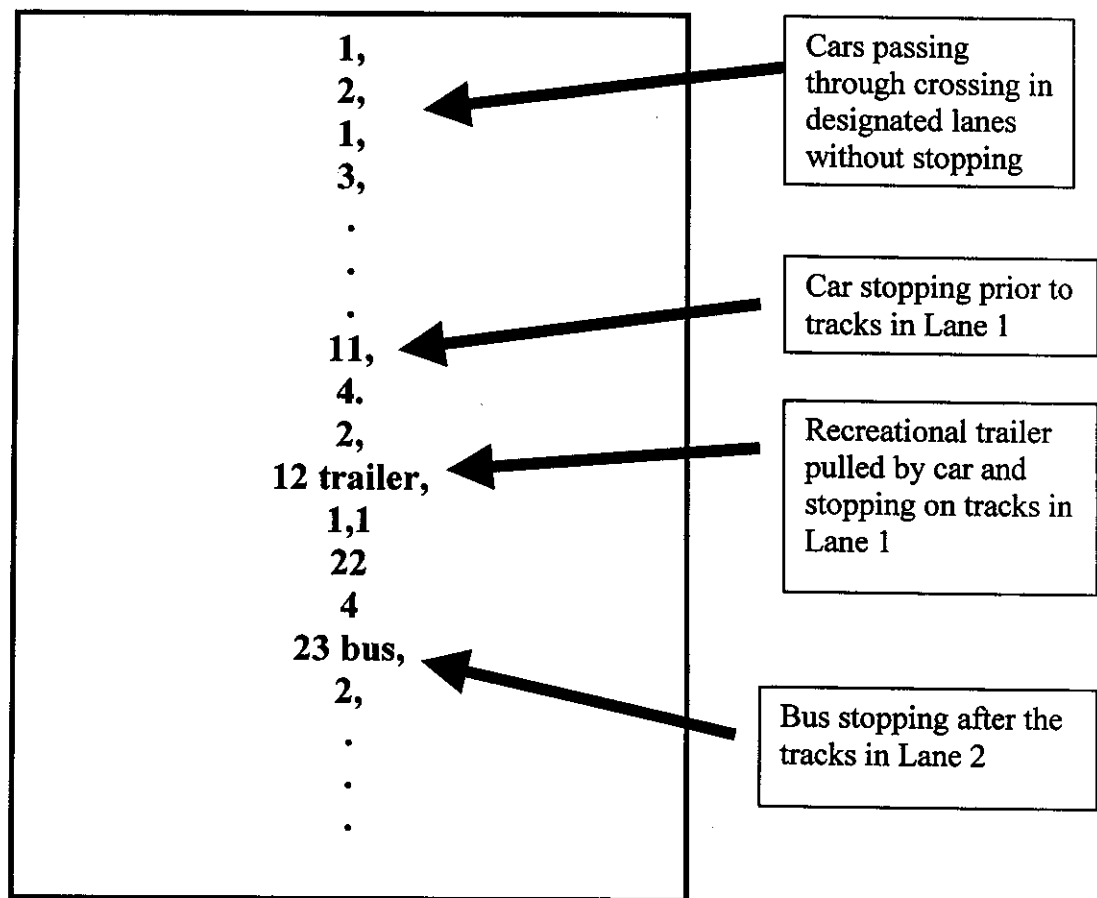 1,
2,
1,
3,
.
.
.
11,
4.
2,
12 trailer,
1,1
22
4
23 bus,
2,
.
.
.
Cars passing
through crossing in
designated lanes
without stopping
Car stopping prior to
tracks in Lane 1
Recreational trailer
pulled by car and
stopping on tracks in
Lane 1
Bus stopping after the
tracks in Lane 2